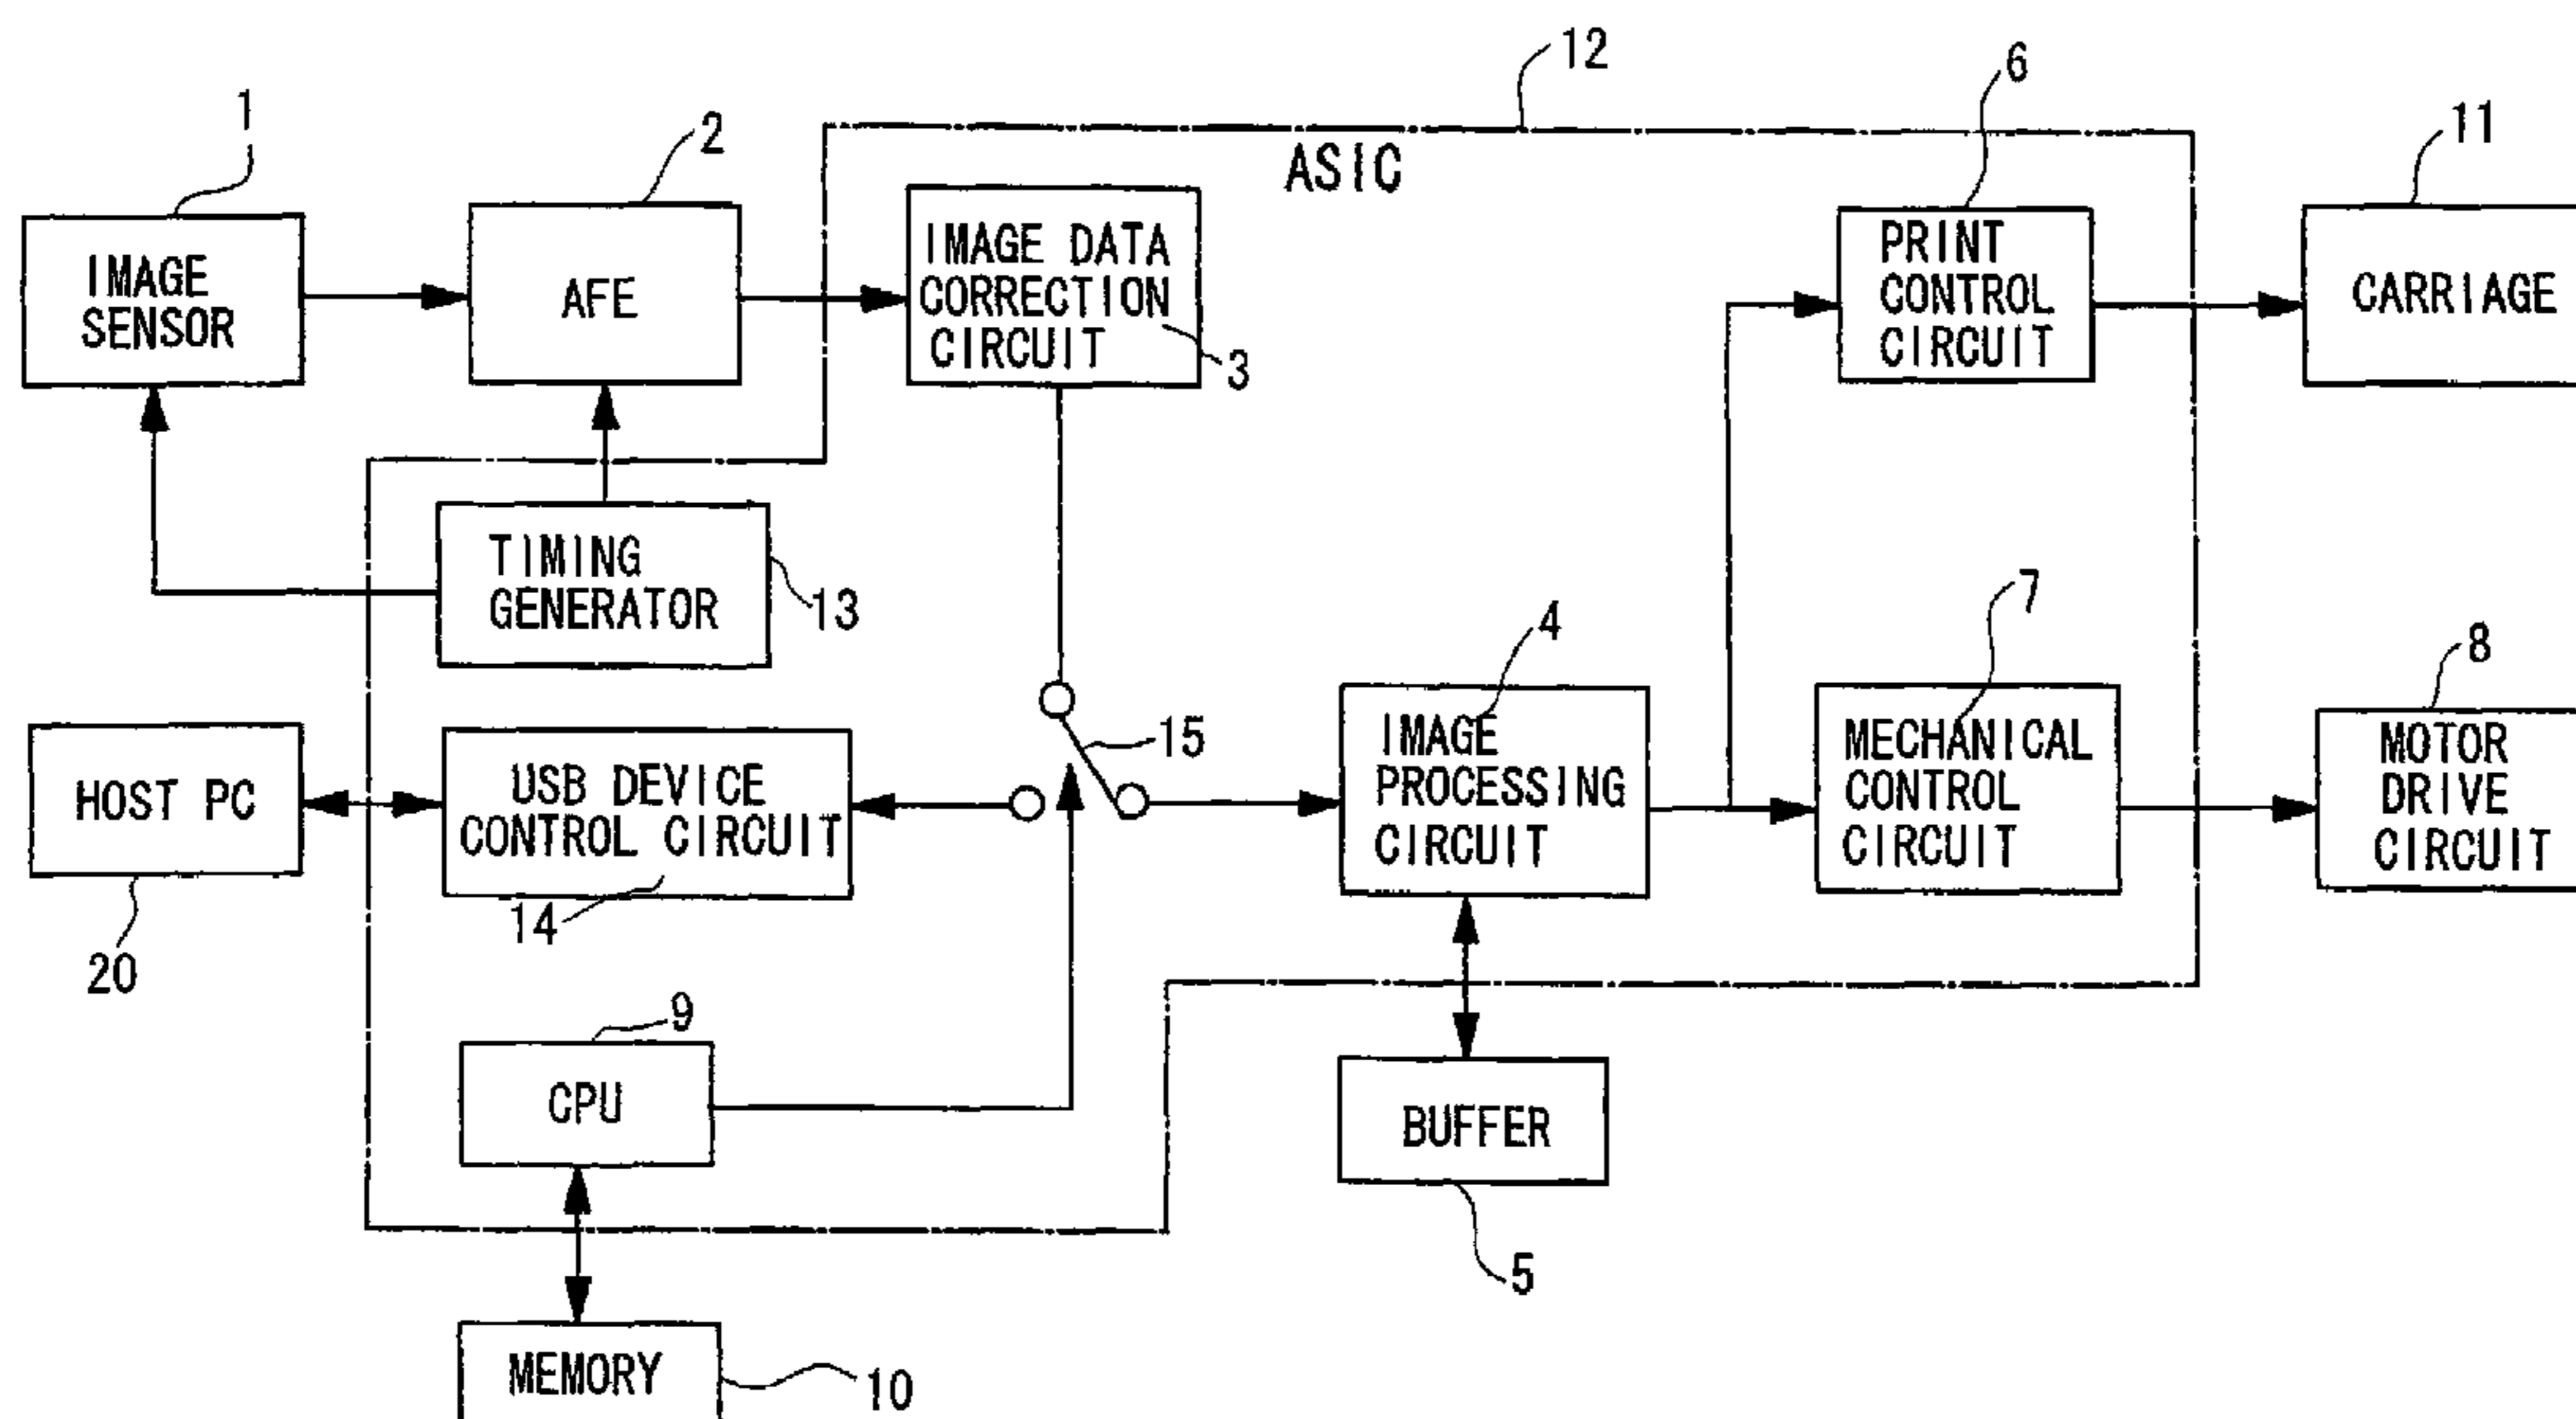 12
6
1
2
11
ASIC
IMAGE
SENSOR
AFE
IMAGE DATA
CORRECTION
CIRCUIT
3
PRINT
CONTROL
CIRCUIT
CARRIAGE
TIMING
GENERATOR
13
4
7
8
15
HOST PC
USB DEVICE
CONTROL CIRCUIT
IMAGE
PROCESSING
CIRCUIT
MECHANICAL
CONTROL
CIRCUIT
MOTOR
DRIVE
CIRCUIT
14
20
9
CPU
BUFFER
5
MEMORY
10